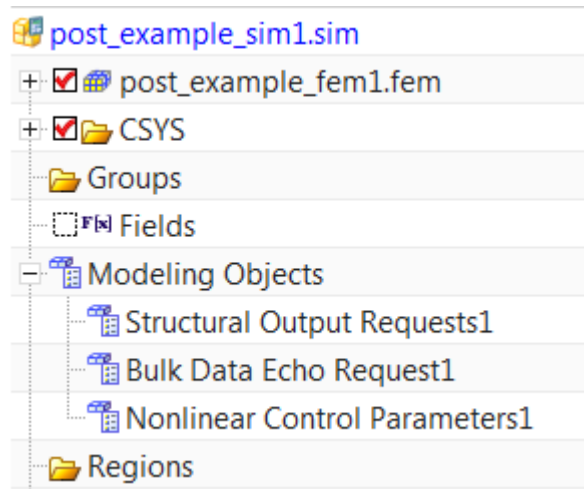 post_example_sim1.sim
post_example_fem1.fem
CSYS
Groups
F(x) Fields
Modeling Objects
Structural Output Requests1
Bulk Data Echo Request1
Nonlinear Control Parameters1
Regions